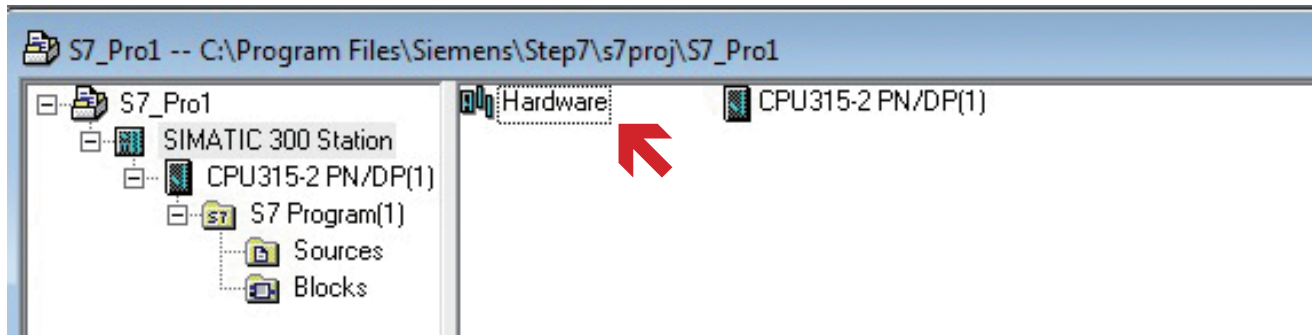 S7_Pro1 -- C:\Program Files\Siemens\Step7\s7proj\S7_Pro1
S7_Pro1
SIMATIC 300 Station
CPU315-2 PN/DP(1)
S7 Program(1)
Sources
Blocks
Hardware
CPU315-2 PN/DP(1)